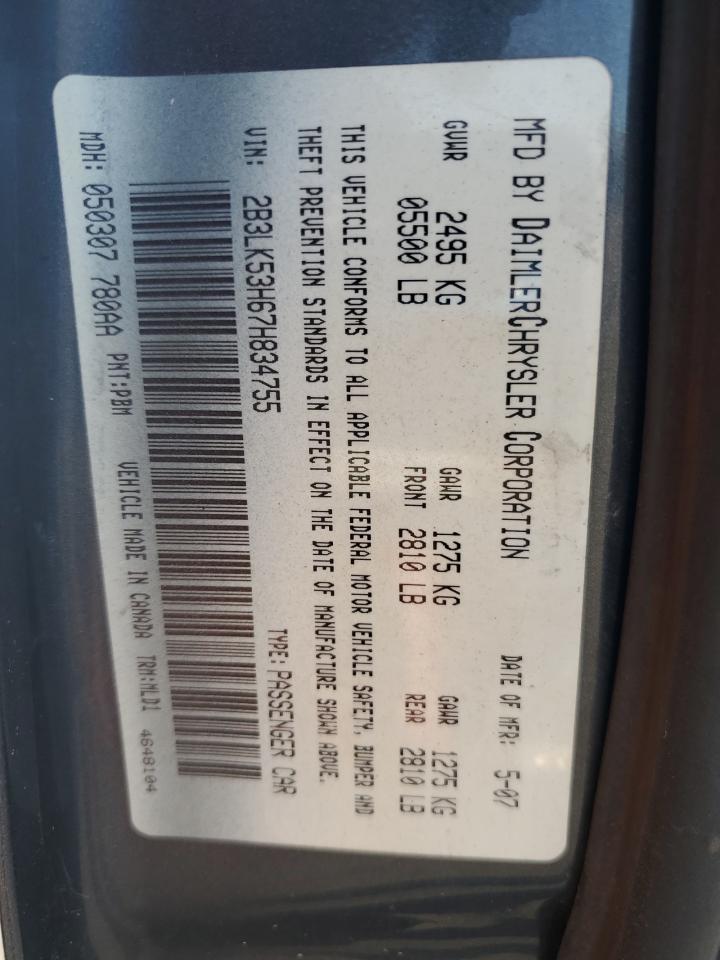 MFD BY DAIMLERCHRYSLER CORPORATION DATE OF MFR: 5-07
GVWR 2495 KG GAWR 1275 KG GAWR 1275 KG
05500 LB FRONT 2810 LB REAR 2810 LB
THIS VEHICLE CONFORMS TO ALL APPLICABLE FEDERAL MOTOR VEHICLE SAFETY, BUMPER AND
THEFT PREVENTION STANDARDS IN EFFECT ON THE DATE OF MANUFACTURE SHOWN ABOVE.
VIN: 2B3LK53H67H834755 TYPE: PASSENGER CAR
MDH: 050307 780AA PNT:PBM VEHICLE MADE IN CANADA TRM:MLD1 4648104